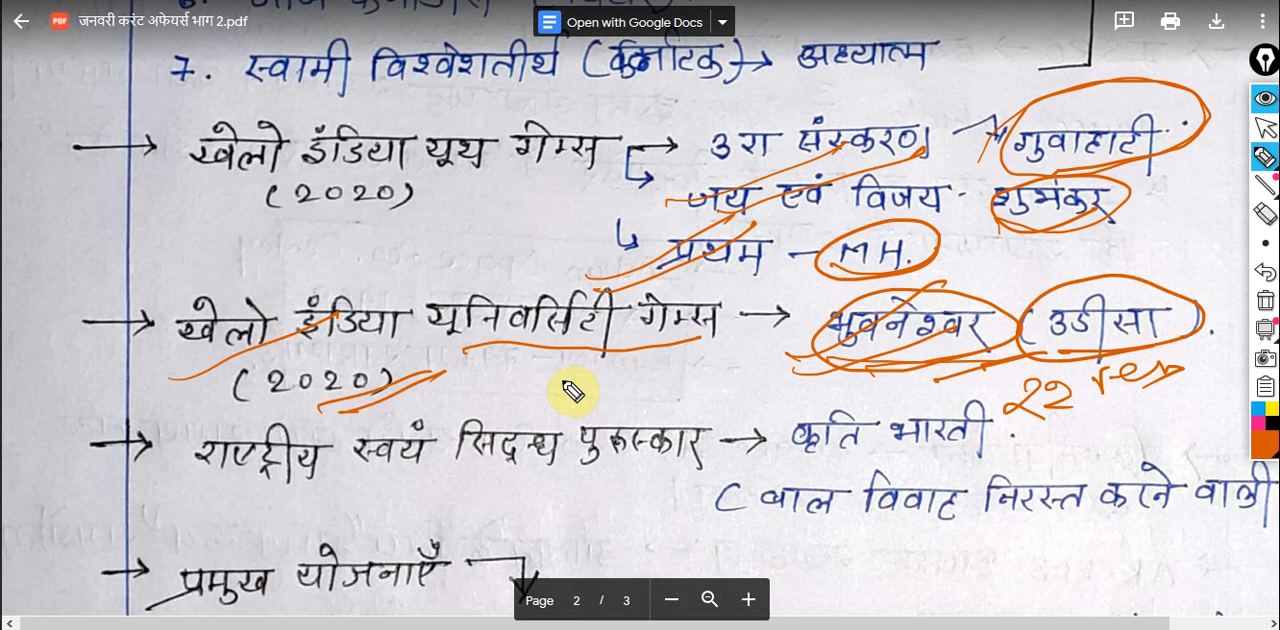 जनवरी करंट अफेयर्स भाग 2.pdf
Open with Google Docs
7. स्वामी विश्वेशतीर्थ (कर्नाटक) → अध्यात्म
→ खेलो इंडिया यूथ गेम्स → 3रा संस्करण → गुवाहाटी
(2020) → जय एवं विजय - शुभंकर
↳ प्रथम - MH.
→ खेलो इंडिया यूनिवर्सिटी गेम्स → भुवनेश्वर (उडीसा).
(2020)
22
→ राष्ट्रीय स्वयं सिद्ध पुरूस्कार → कृति भारती.
( बाल विवाह निरस्त करने वाली
→ प्रमुख योजनाएँ
Page 2 / 3